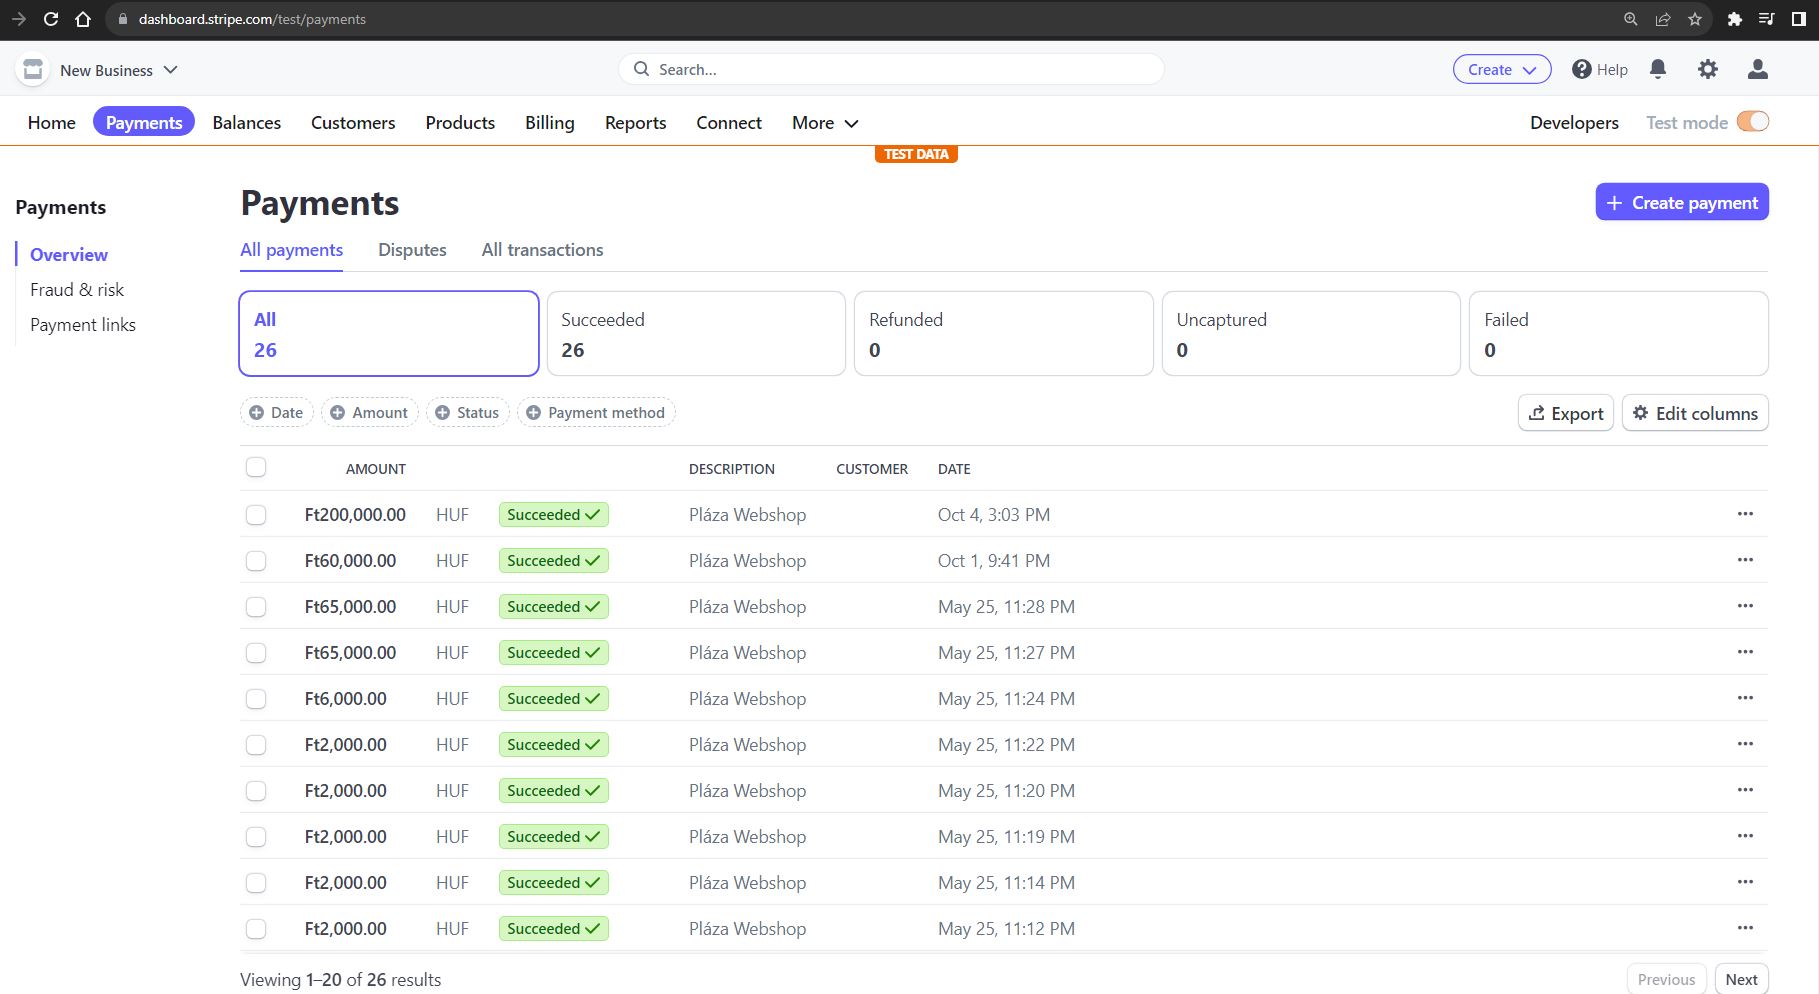 dashboard.stripe.com/test/payments
New Business
Search...
Create
Help
Home Payments Balances Customers Products Billing Reports Connect More
Developers Test mode
TEST DATA
Payments
Overview
Fraud & risk
Payment links
Payments
+ Create payment
All payments Disputes All transactions
All
26
Succeeded
26
Refunded
0
Uncaptured
0
Failed
0
Date Amount Status Payment method
Export Edit columns
AMOUNT DESCRIPTION CUSTOMER DATE
Ft200,000.00 HUF Succeeded Pláza Webshop Oct 4, 3:03 PM
Ft60,000.00 HUF Succeeded Pláza Webshop Oct 1, 9:41 PM
Ft65,000.00 HUF Succeeded Pláza Webshop May 25, 11:28 PM
Ft65,000.00 HUF Succeeded Pláza Webshop May 25, 11:27 PM
Ft6,000.00 HUF Succeeded Pláza Webshop May 25, 11:24 PM
Ft2,000.00 HUF Succeeded Pláza Webshop May 25, 11:22 PM
Ft2,000.00 HUF Succeeded Pláza Webshop May 25, 11:20 PM
Ft2,000.00 HUF Succeeded Pláza Webshop May 25, 11:19 PM
Ft2,000.00 HUF Succeeded Pláza Webshop May 25, 11:14 PM
Ft2,000.00 HUF Succeeded Pláza Webshop May 25, 11:12 PM
Viewing 1–20 of 26 results
Previous Next